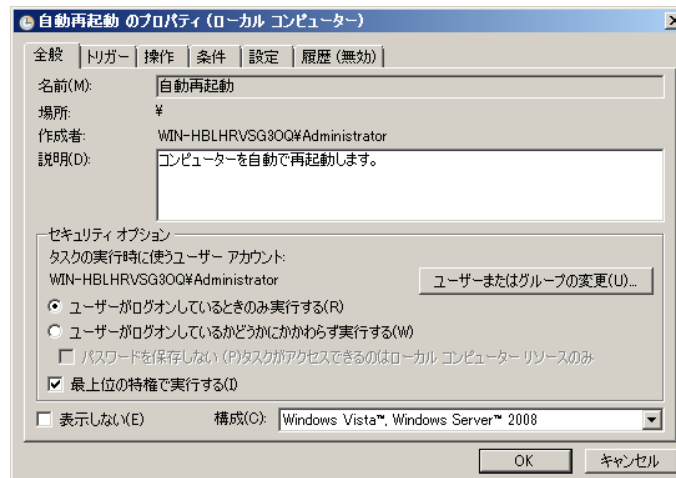 自動再起動 のプロパティ (ローカル コンピューター)
全般 トリガー 操作 条件 設定 履歴 (無効)
名前(M): 自動再起動
場所: ¥
作成者: WIN-HBLHRVSG3OQ¥Administrator
説明(D): コンピューターを自動で再起動します。
セキュリティ オプション
タスクの実行時に使うユーザー アカウント:
WIN-HBLHRVSG3OQ¥Administrator ユーザーまたはグループの変更(U)...
ユーザーがログオンしているときのみ実行する(R)
ユーザーがログオンしているかどうかにかかわらず実行する(W)
パスワードを保存しない (P)タスクがアクセスできるのはローカル コンピューター リソースのみ
最上位の特権で実行する(I)
表示しない(E) 構成(C): Windows Vista™, Windows Server™ 2008
OK キャンセル